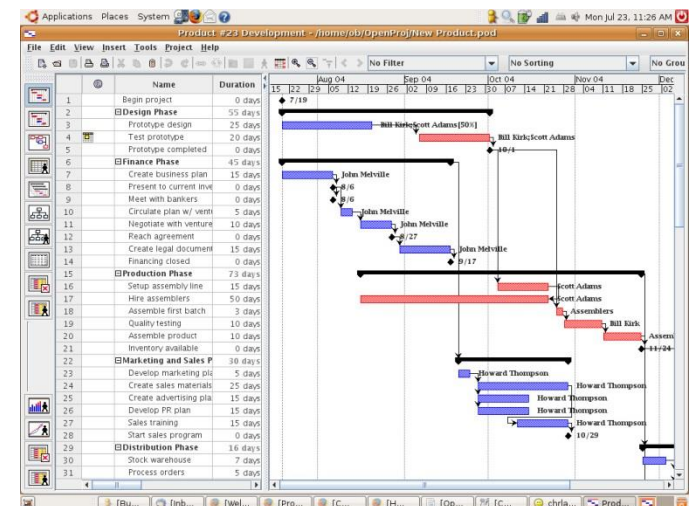 Applications Places System Mon Jul 23, 11:26 AM
Product #23 Development - /home/ob/OpenProj/New Product.pod
File Edit View Insert Tools Project Help
No Filter No Sorting No Grou
Name Duration
Aug 04 Sep 04 Oct 04 Nov 04 Dec
15 22 29 05 12 19 26 02 09 16 23 30 07 14 21 28 04 11 18 25 02
1 Begin project 0 days 7/19
2 Design Phase 55 days
3 Prototype design 25 days Bill Kirk;Scott Adams[50%]
4 Test prototype 20 days Bill Kirk;Scott Adams
5 Prototype completed 0 days 10/1
6 Finance Phase 45 days
7 Create business plan 15 days John Melville
8 Present to current inve 0 days 8/6
9 Meet with bankers 0 days 8/6
10 Circulate plan w/ vent 5 days John Melville
11 Negotiate with venture 10 days John Melville
12 Reach agreement 0 days 8/27
13 Create legal document 15 days John Melville
14 Financing closed 0 days 9/17
15 Production Phase 73 days
16 Setup assembly line 15 days Scott Adams
17 Hire assemblers 50 days Scott Adams
18 Assemble first batch 3 days Assemblers
19 Quality testing 10 days Bill Kirk
20 Assemble product 10 days Assem
21 Inventory available 0 days 11/24
22 Marketing and Sales P 30 days
23 Develop marketing pla 5 days Howard Thompson
24 Create sales materials 25 days Howard Thompson
25 Create advertising pla 15 days Howard Thompson
26 Develop PR plan 15 days Howard Thompson
27 Sales training 15 days Howard Thompson
28 Start sales program 0 days 10/29
29 Distribution Phase 16 days
30 Stock warehouse 7 days
31 Process orders 5 days
[Bu... [Inb... [Wel... [Pro... [C... [H... [Op... [C... chrla... Prod...